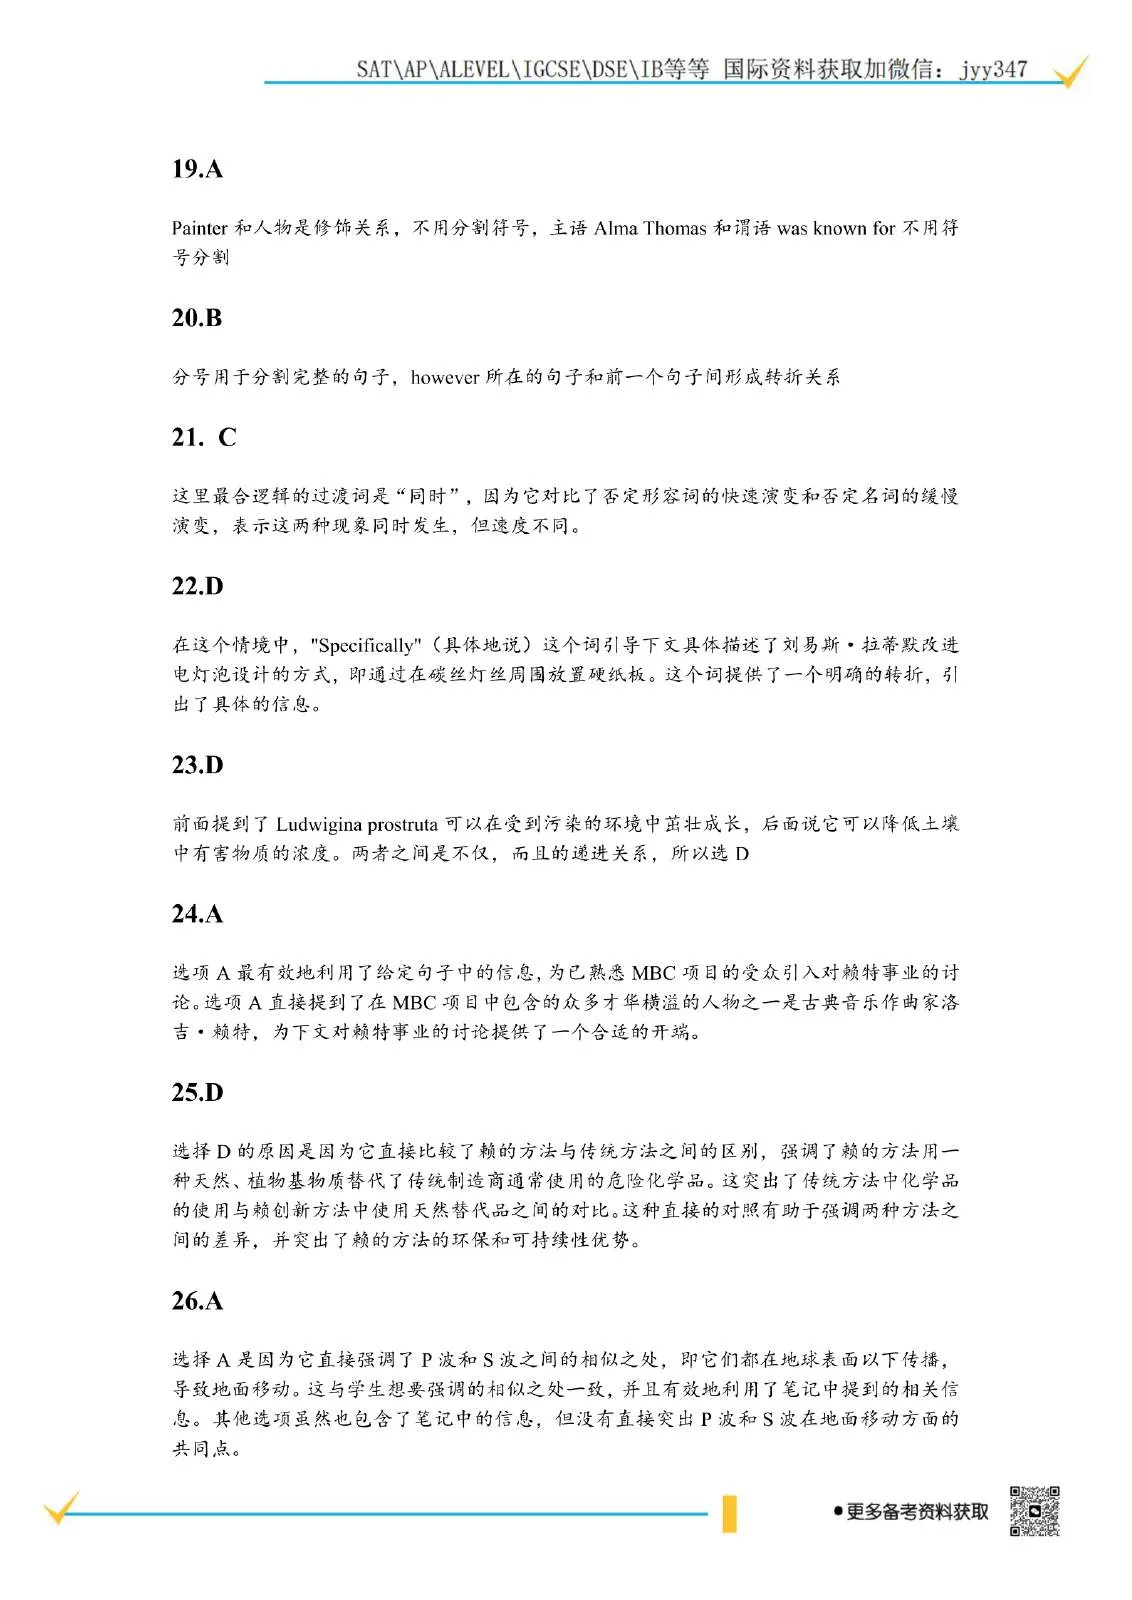 SAT\AP\ALEVEL\IGCSE\DSE\IB等等 国际资料获取加微信：jyy347
19.A
Painter 和人物是修饰关系，不用分割符号，主语 Alma Thomas 和谓语 was known for 不用符
号分割
20.B
分号用于分割完整的句子，however 所在的句子和前一个句子间形成转折关系
21. C
这里最合逻辑的过渡词是“同时”，因为它对比了否定形容词的快速演变和否定名词的缓慢
演变，表示这两种现象同时发生，但速度不同。
22.D
在这个情境中，"Specifically"（具体地说）这个词引导下文具体描述了刘易斯·拉蒂默改进
电灯泡设计的方式，即通过在碳丝灯丝周围放置硬纸板。这个词提供了一个明确的转折，引
出了具体的信息。
23.D
前面提到了 Ludwigina prostruta 可以在受到污染的环境中茁壮成长，后面说它可以降低土壤
中有害物质的浓度。两者之间是不仅，而且的递进关系，所以选 D
24.A
选项 A 最有效地利用了给定句子中的信息，为已熟悉 MBC 项目的受众引入对赖特事业的讨
论。选项 A 直接提到了在 MBC 项目中包含的众多才华横溢的人物之一是古典音乐作曲家洛
吉·赖特，为下文对赖特事业的讨论提供了一个合适的开端。
25.D
选择 D 的原因是因为它直接比较了赖的方法与传统方法之间的区别，强调了赖的方法用一
种天然、植物基物质替代了传统制造商通常使用的危险化学品。这突出了传统方法中化学品
的使用与赖创新方法中使用天然替代品之间的对比。这种直接的对照有助于强调两种方法之
间的差异，并突出了赖的方法的环保和可持续性优势。
26.A
选择 A 是因为它直接强调了 P 波和 S 波之间的相似之处，即它们都在地球表面以下传播，
导致地面移动。这与学生想要强调的相似之处一致，并且有效地利用了笔记中提到的相关信
息。其他选项虽然也包含了笔记中的信息，但没有直接突出 P 波和 S 波在地面移动方面的
共同点。
●更多备考资料获取